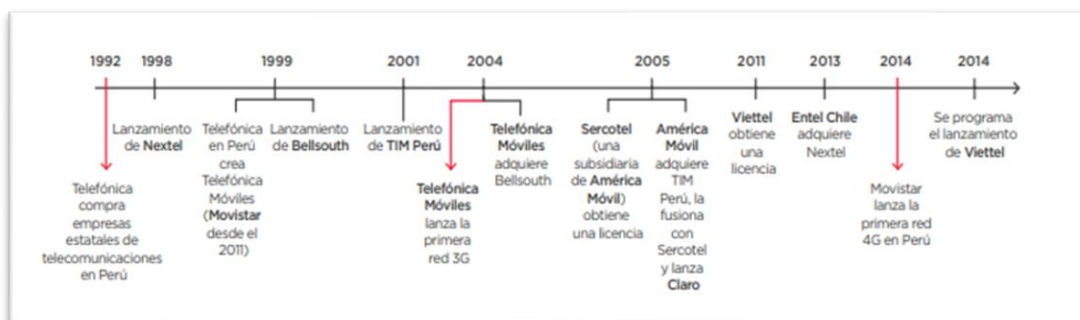 1992 1998 1999 2001 2004 2005 2011 2013 2014 2014
Telefónica
compra
empresas
estatales de
telecomunicaciones
en Perú
Lanzamiento
de Nextel
Telefónica
en Perú
crea
Telefónica
Móviles
(Movistar
desde el
2011)
Lanzamiento
de Bellsouth
Lanzamiento
de TIM Perú
Telefónica
Móviles
lanza la
primera
red 3G
Telefónica
Móviles
adquiere
Bellsouth
Sercotel
(una
subsidiaria
de América
Móvil)
obtiene
una licencia
América
Móvil
adquiere
TIM
Perú, la
fusiona
con
Sercotel
y lanza
Claro
Viettel
obtiene
una
licencia
Entel Chile
adquiere
Nextel
Movistar
lanza la
primera red
4G en Perú
Se programa
el lanzamiento
de Viettel